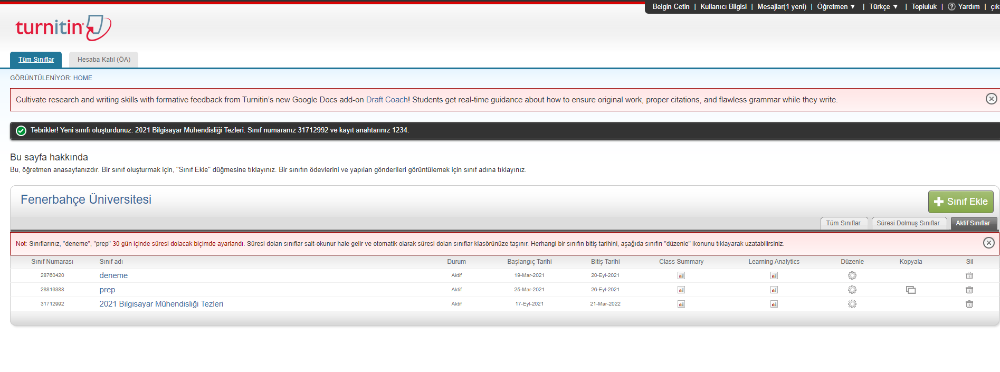 Belgin Cetin | Kullanıcı Bilgisi | Mesajlar(1 yeni) | Öğretmen ▼ | Türkçe ▼ | Topluluk | ? Yardım | çık
turnitin
Tüm Sınıflar Hesaba Katıl (ÖA)
GÖRÜNTÜLENİYOR: HOME
Cultivate research and writing skills with formative feedback from Turnitin's new Google Docs add-on Draft Coach! Students get real-time guidance about how to ensure original work, proper citations, and flawless grammar while they write.
Tebrikler! Yeni sınıfı oluşturdunuz: 2021 Bilgisayar Mühendisliği Tezleri. Sınıf numaranız 31712992 ve kayıt anahtarınız 1234.
Bu sayfa hakkında
Bu, öğretmen anasayfanızdır. Bir sınıf oluşturmak için, "Sınıf Ekle" düğmesine tıklayınız. Bir sınıfın ödevlerini ve yapılan gönderileri görüntülemek için sınıf adına tıklayınız.
Fenerbahçe Üniversitesi
Sınıf Ekle
Tüm Sınıflar Süresi Dolmuş Sınıflar Aktif Sınıflar
Not: Sınıflarınız, "deneme", "prep" 30 gün içinde süresi dolacak biçimde ayarlandı. Süresi dolan sınıflar salt-okunur hale gelir ve otomatik olarak süresi dolan sınıflar klasörünüze taşınır. Herhangi bir sınıfın bitiş tarihini, aşağıda sınıfın "düzenle" ikonunu tıklayarak uzatabilirsiniz.
Sınıf Numarası Sınıf adı Durum Başlangıç Tarihi Bitiş Tarihi Class Summary Learning Analytics Düzenle Kopyala Sil
28760420 deneme Aktif 19-Mar-2021 20-Eyl-2021
28819388 prep Aktif 25-Mar-2021 26-Eyl-2021
31712992 2021 Bilgisayar Mühendisliği Tezleri Aktif 17-Eyl-2021 21-Mar-2022